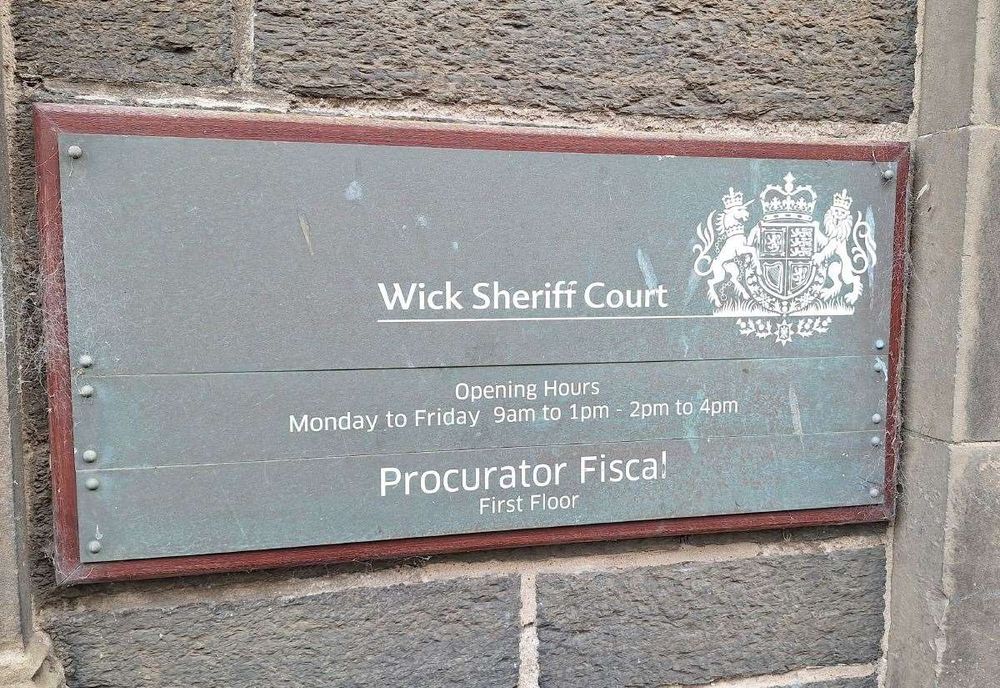 Wick Sheriff Court
Opening Hours
Monday to Friday 9am to 1pm - 2pm to 4pm
Procurator Fiscal
First Floor